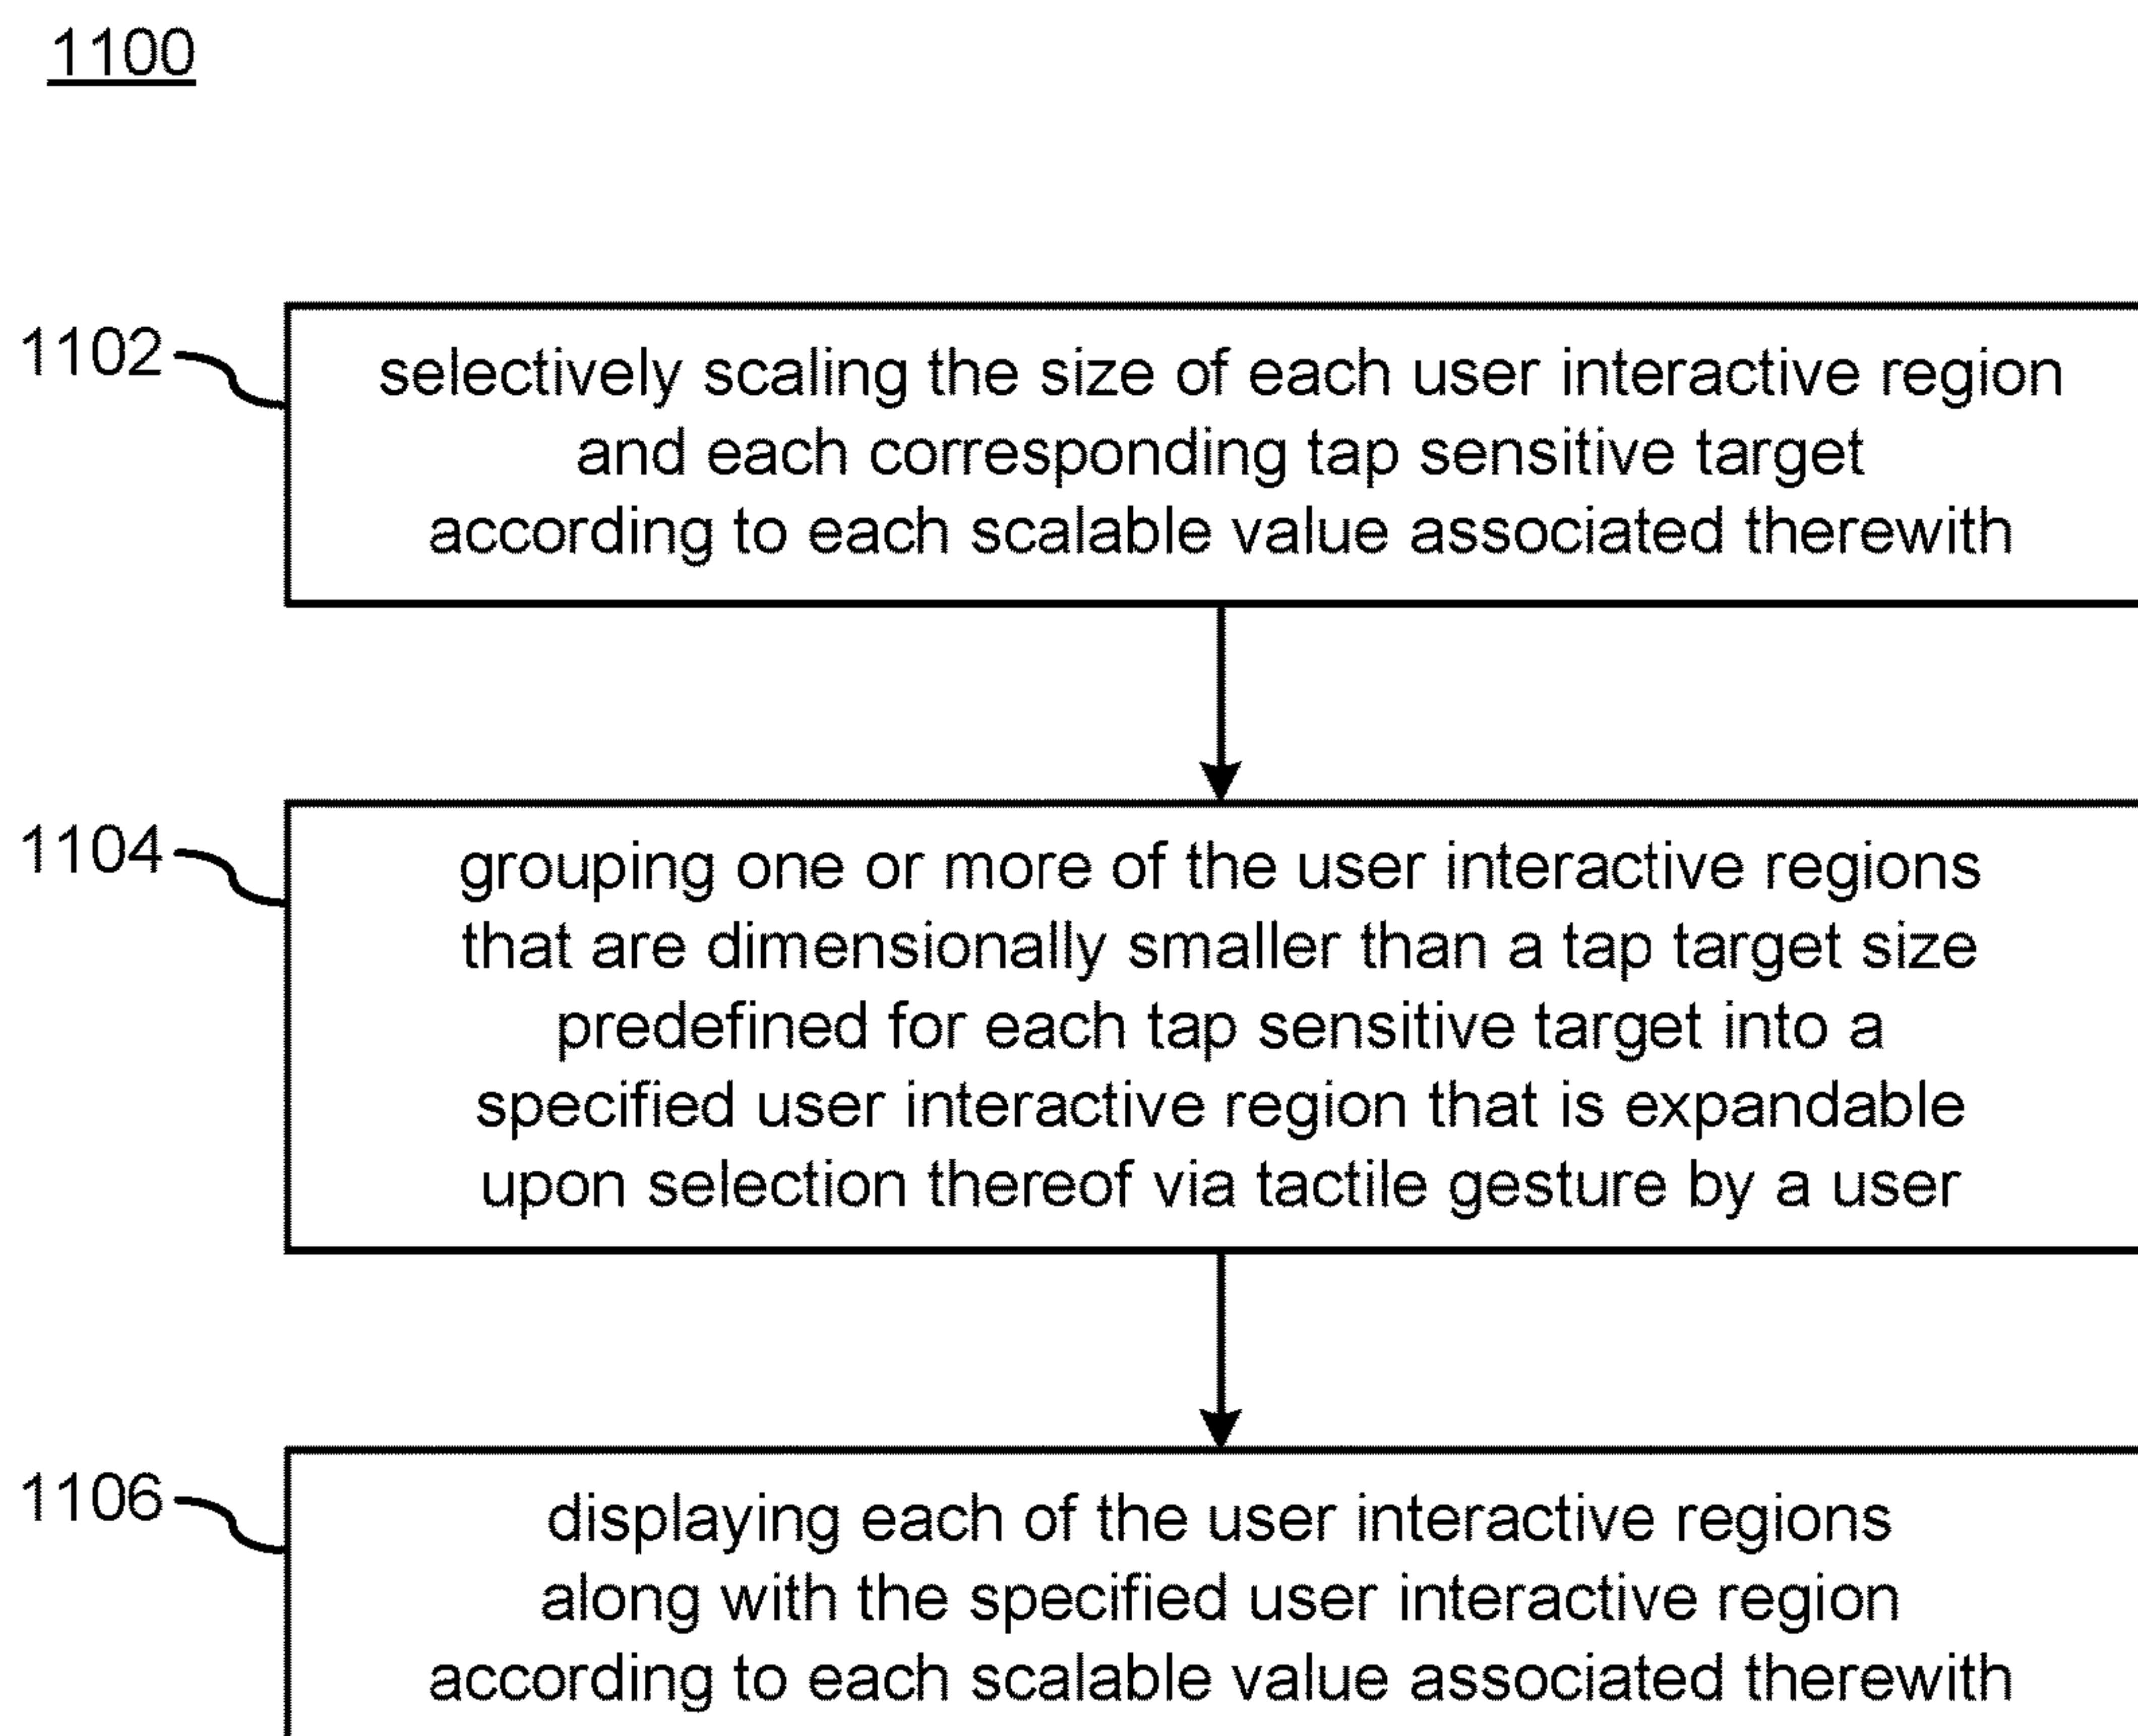 1100
1102
selectively scaling the size of each user interactive region
and each corresponding tap sensitive target
according to each scalable value associated therewith
1104
grouping one or more of the user interactive regions
that are dimensionally smaller than a tap target size
predefined for each tap sensitive target into a
specified user interactive region that is expandable
upon selection thereof via tactile gesture by a user
1106
displaying each of the user interactive regions
along with the specified user interactive region
according to each scalable value associated therewith